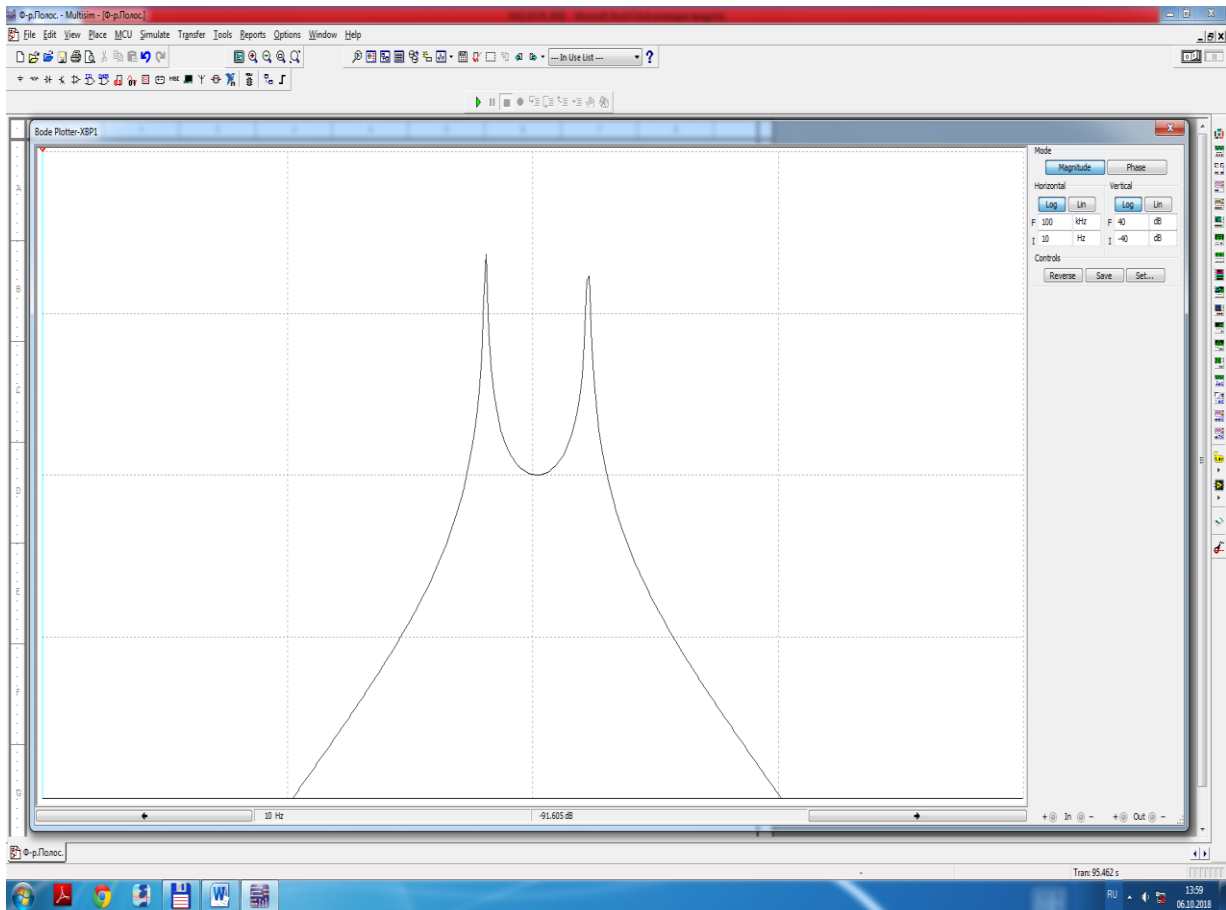 Ф-р.Полос. - Multisim - [Ф-р.Полос.]
File Edit View Place MCU Simulate Transfer Tools Reports Options Window Help
--- In Use List --- ?
Bode Plotter-XBP1
Mode
Magnitude Phase
Horizontal Vertical
Log Lin Log Lin
F 100 kHz F 40 dB
I 10 Hz I -40 dB
Controls
Reverse Save Set...
A
B
C
D
E
F
G
10 Hz -91.605 dB
+ In - + Out -
Ф-р.Полос.
- Tran: 95.462 s
RU 13:59
06.10.2018